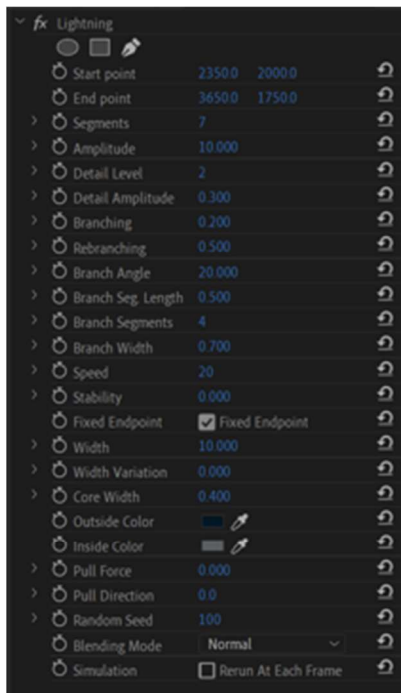 fx Lightning
Start point 2350.0 2000.0
End point 3650.0 1750.0
Segments 7
Amplitude 10.000
Detail Level 2
Detail Amplitude 0.300
Branching 0.200
Rebranching 0.500
Branch Angle 20.000
Branch Seg. Length 0.500
Branch Segments 4
Branch Width 0.700
Speed 20
Stability 0.000
Fixed Endpoint Fixed Endpoint
Width 10.000
Width Variation 0.000
Core Width 0.400
Outside Color
Inside Color
Pull Force 0.000
Pull Direction 0.0
Random Seed 100
Blending Mode Normal
Simulation Rerun At Each Frame